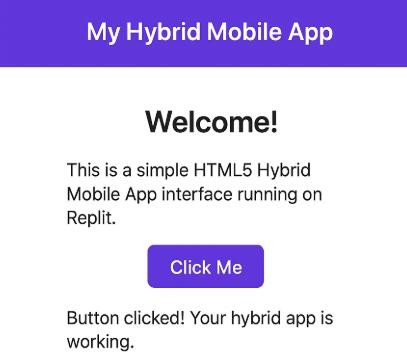 My Hybrid Mobile App
Welcome!
This is a simple HTML5 Hybrid
Mobile App interface running on
Replit.
Click Me
Button clicked! Your hybrid app is
working.